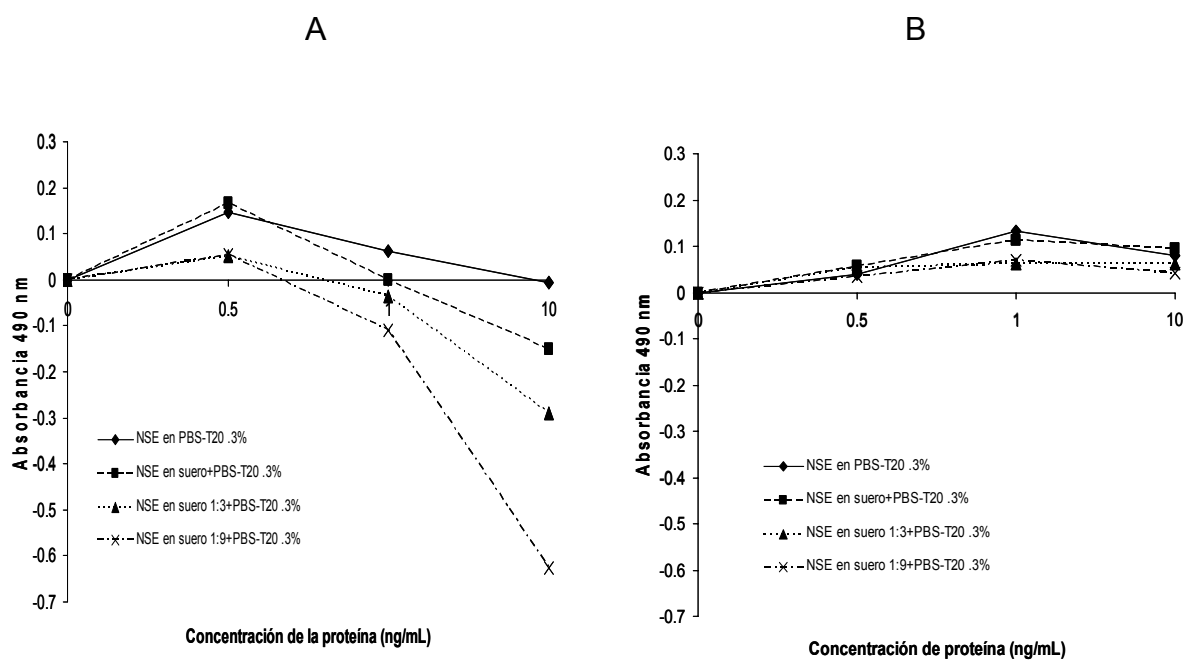 A
B
0.3
0.2
0.1
0
-0.1
-0.2
-0.3
-0.4
-0.5
-0.6
-0.7
0
0.5
1
10
Absorbancia 490 nm
NSE en PBS-T20 .3%
NSE en suero+PBS-T20 .3%
NSE en suero 1:3+PBS-T20 .3%
NSE en suero 1:9+PBS-T20 .3%
Concentración de la proteína (ng/mL)
0.3
0.2
0.1
0
-0.1
-0.2
-0.3
-0.4
-0.5
-0.6
-0.7
0
0.5
1
10
Absorbancia 490 nm
NSE en PBS-T20 .3%
NSE en suero+PBS-T20 .3%
NSE en suero 1:3+PBS-T20 .3%
NSE en suero 1:9+PBS-T20 .3%
Concentración de proteína (ng/mL)